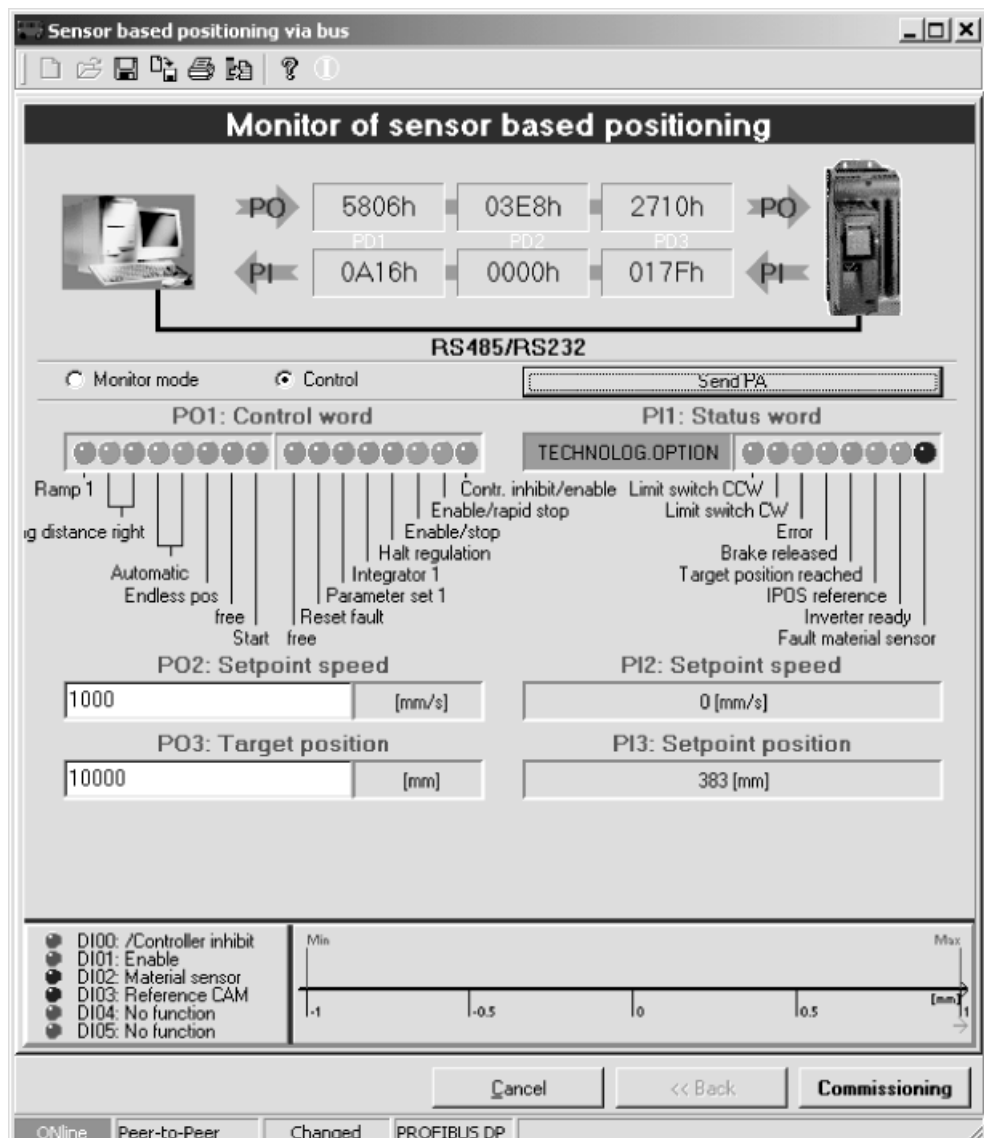 Sensor based positioning via bus
Monitor of sensor based positioning
PO 5806h 03E8h 2710h PO
PD1 PD2 PD3
PI 0A16h 0000h 017Fh PI
RS485/RS232
Monitor mode Control Send PA
PO1: Control word PI1: Status word
TECHNOLOG.OPTION
Ramp 1 Contr. inhibit/enable Limit switch CCW
Enable/rapid stop Limit switch CW
ig distance right Enable/stop Error
Halt regulation Brake released
Automatic Integrator 1 Target position reached
Endless pos Parameter set 1 IPOS reference
free Reset fault Inverter ready
Start free Fault material sensor
PO2: Setpoint speed PI2: Setpoint speed
1000 [mm/s] 0 [mm/s]
PO3: Target position PI3: Setpoint position
10000 [mm] 383 [mm]
DI00: /Controller inhibit
DI01: Enable
DI02: Material sensor
DI03: Reference CAM
DI04: No function
DI05: No function
Min Max
[mm]
-1 -0.5 0 0.5 1
Cancel << Back Commissioning
ONline Peer-to-Peer Changed PROFIBUS DP